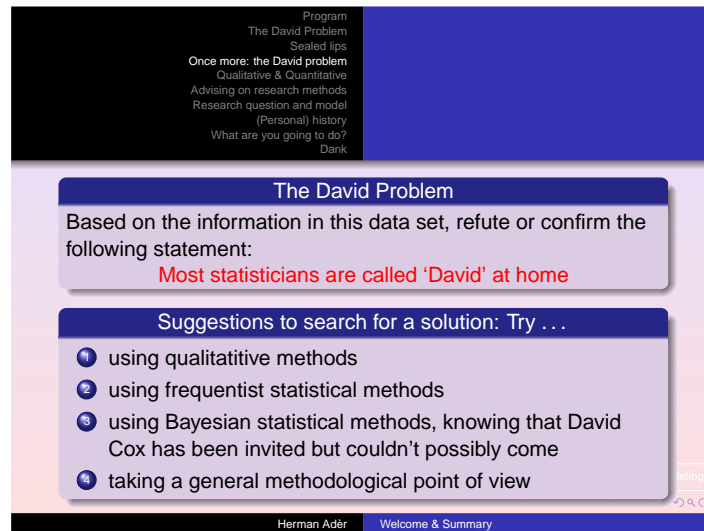 Program
The David Problem
Sealed lips
Once more: the David problem
Qualitative & Quantitative
Advising on research methods
Research question and model
(Personal) history
What are you going to do?
Dank
The David Problem
Based on the information in this data set, refute or confirm the
following statement:
Most statisticians are called ‘David’ at home
Suggestions to search for a solution: Try . . .
1 using qualitatitive methods
2 using frequentist statistical methods
3 using Bayesian statistical methods, knowing that David
Cox has been invited but couldn’t possibly come
4 taking a general methodological point of view
Herman Adèr
Welcome & Summary